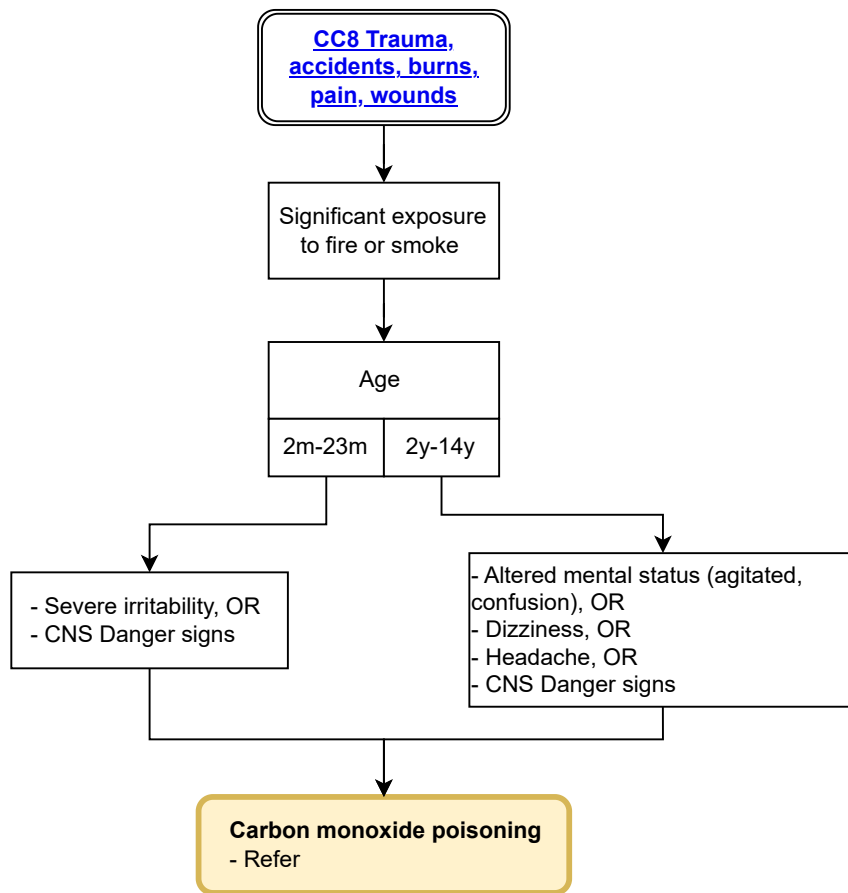 CC8 Trauma,
accidents, burns,
pain, wounds
Significant exposure
to fire or smoke
Age
2m-23m
2y-14y
- Severe irritability, OR
- CNS Danger signs
- Altered mental status (agitated,
confusion), OR
- Dizziness, OR
- Headache, OR
- CNS Danger signs
Carbon monoxide poisoning
- Refer